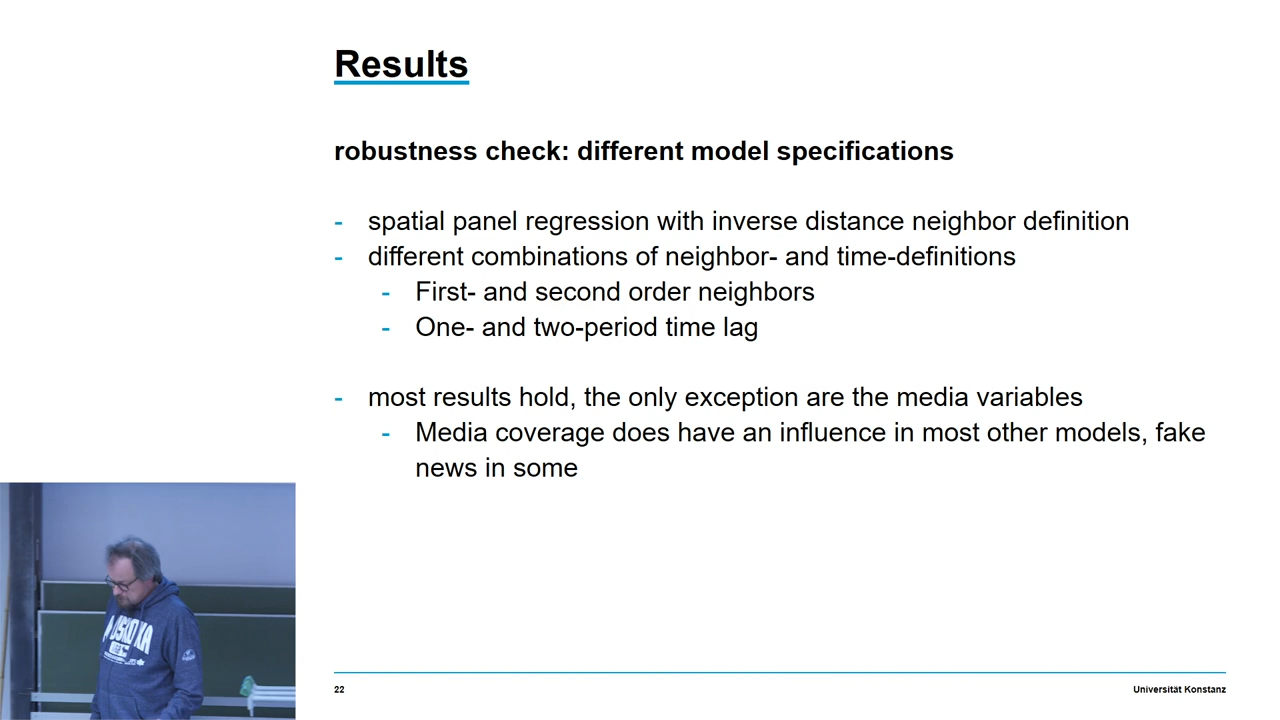 Results
robustness check: different model specifications
- spatial panel regression with inverse distance neighbor definition
- different combinations of neighbor- and time-definitions
- First- and second order neighbors
- One- and two-period time lag
- most results hold, the only exception are the media variables
- Media coverage does have an influence in most other models, fake
news in some
22
Universität Konstanz